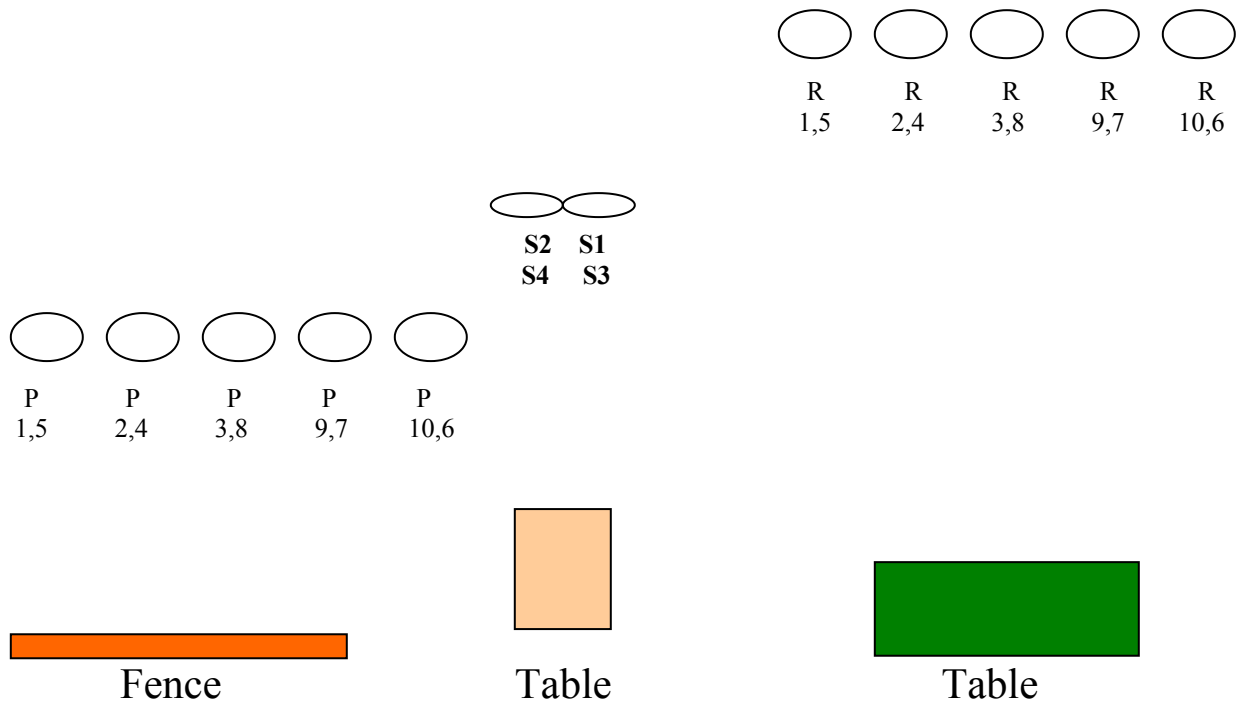 R R R R R
1,5 2,4 3,8 9,7 10,6
S2 S1
S4 S3
P P P P P
1,5 2,4 3,8 9,7 10,6
Fence Table Table